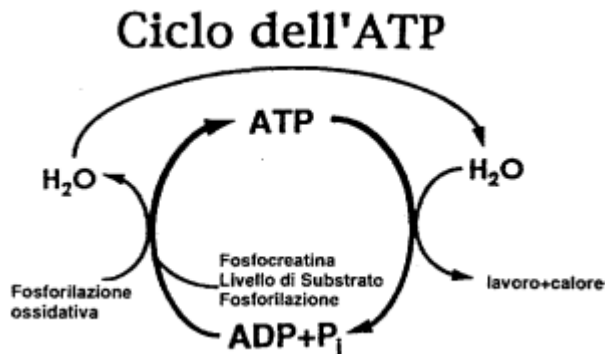 Ciclo dell'ATP
ATP
H₂O
H₂O
Fosfocreatina
Livello di Substrato
Fosforilazione
Fosforilazione
ossidativa
lavoro+calore
ADP+Pi